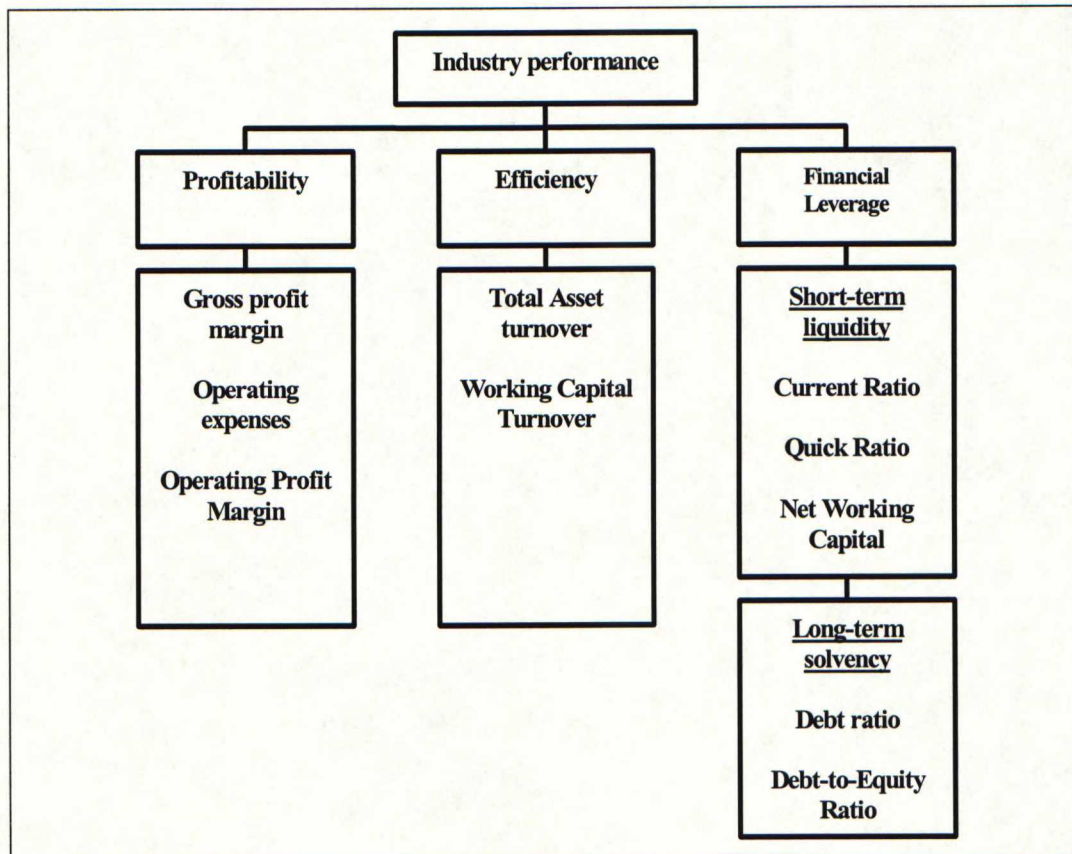 Industry performance
Profitability
Gross profit
margin
Operating
expenses
Operating Profit
Margin
Efficiency
Total Asset
turnover
Working Capital
Turnover
Financial
Leverage
Short-term
liquidity
Current Ratio
Quick Ratio
Net Working
Capital
Long-term
solvency
Debt ratio
Debt-to-Equity
Ratio